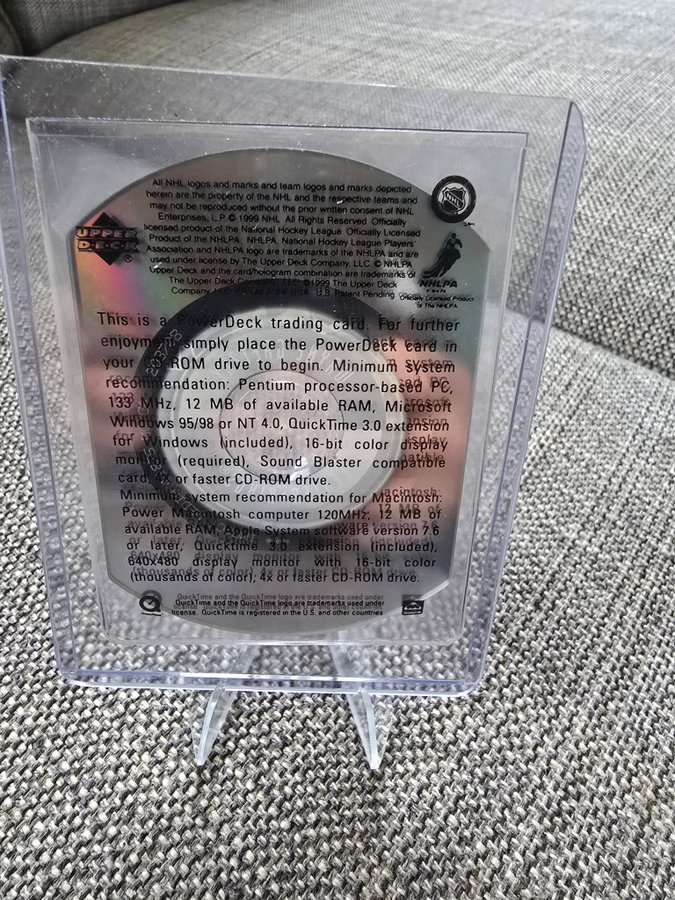 All NHL logos and marks and team logos and marks depicted
herein are the property of the NHL and the respective teams and
may not be reproduced without the prior written consent of NHL
Enterprises, L.P. © 1999 NHL. All Rights Reserved. Officially
licensed product of the National Hockey League. Officially Licensed
Product of the NHLPA. NHLPA, National Hockey League Players'
Association and NHLPA logo are trademarks of the NHLPA and are
used under license by The Upper Deck Company, LLC. © NHLPA
Upper Deck and the card/hologram combination are trademarks of
The Upper Deck Company, LLC. ©1999 The Upper Deck
Company, LLC. Printed in the USA. U.S. Patent Pending
NHL
UPPER
DECK®
NHLPA
Officially Licensed Product
of The NHLPA
This is a PowerDeck trading card. For further
enjoyment simply place the PowerDeck card in
your CD-ROM drive to begin. Minimum system
recommendation: Pentium processor-based PC,
133 MHz, 12 MB of available RAM, Microsoft
Windows 95/98 or NT 4.0, QuickTime 3.0 extension
for Windows (included), 16-bit color display
monitor (required), Sound Blaster compatible
card, 4X or faster CD-ROM drive.
Minimum system recommendation for Macintosh:
Power Macintosh computer 120MHz, 12 MB of
available RAM, Apple System software version 7.6
or later, Quicktime 3.0 extension (included),
640x480 display monitor with 16-bit color
(thousands of color), 4x or faster CD-ROM drive.
QuickTime and the QuickTime logo are trademarks used under
license. QuickTime is registered in the U.S. and other countries